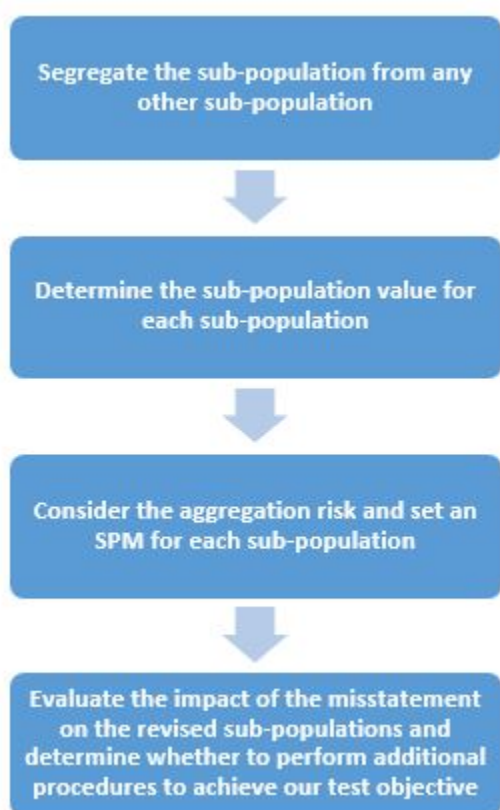 Segregate the sub-population from any
other sub-population
Determine the sub-population value for
each sub-population
Consider the aggregation risk and set an
SPM for each sub-population
Evaluate the impact of the misstatement
on the revised sub-populations and
determine whether to perform additional
procedures to achieve our test objective